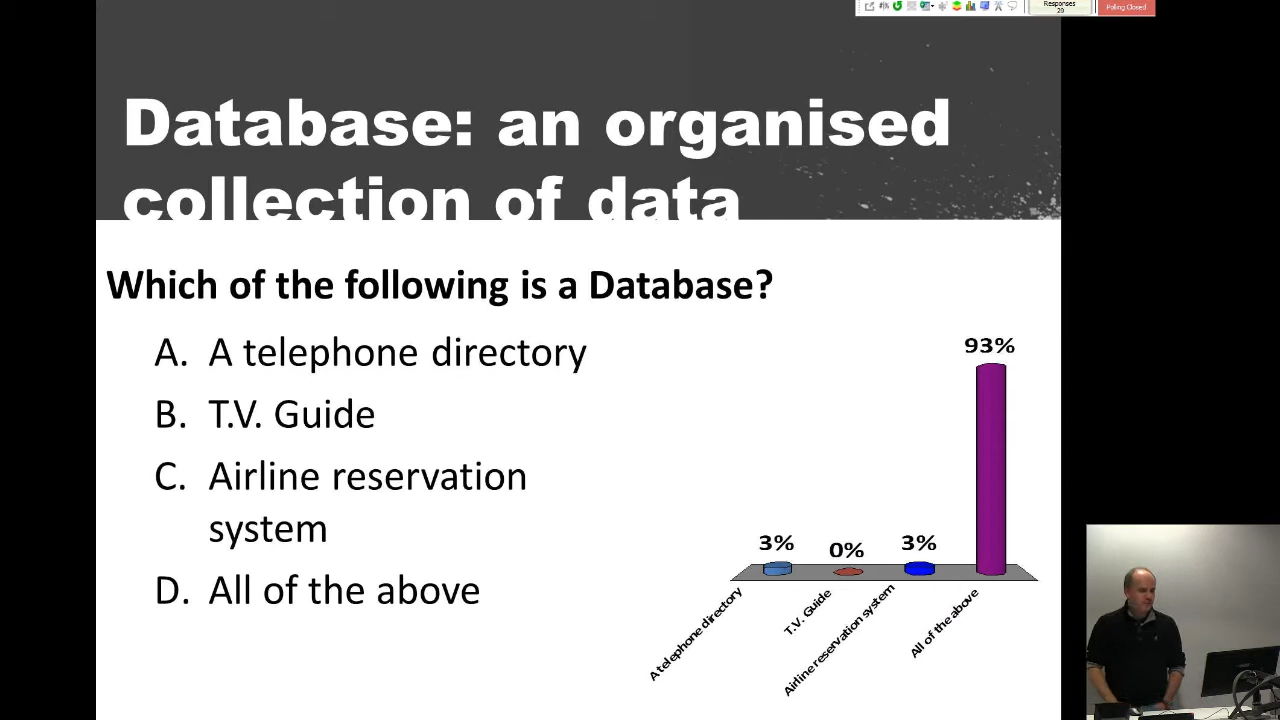 Responses
20
Polling Closed
Database: an organised
collection of data
Which of the following is a Database?
A. A telephone directory
B. T.V. Guide
C. Airline reservation
system
D. All of the above
93%
3%
0%
3%
A telephone directory
T.V. Guide
Airline reservation system
All of the above